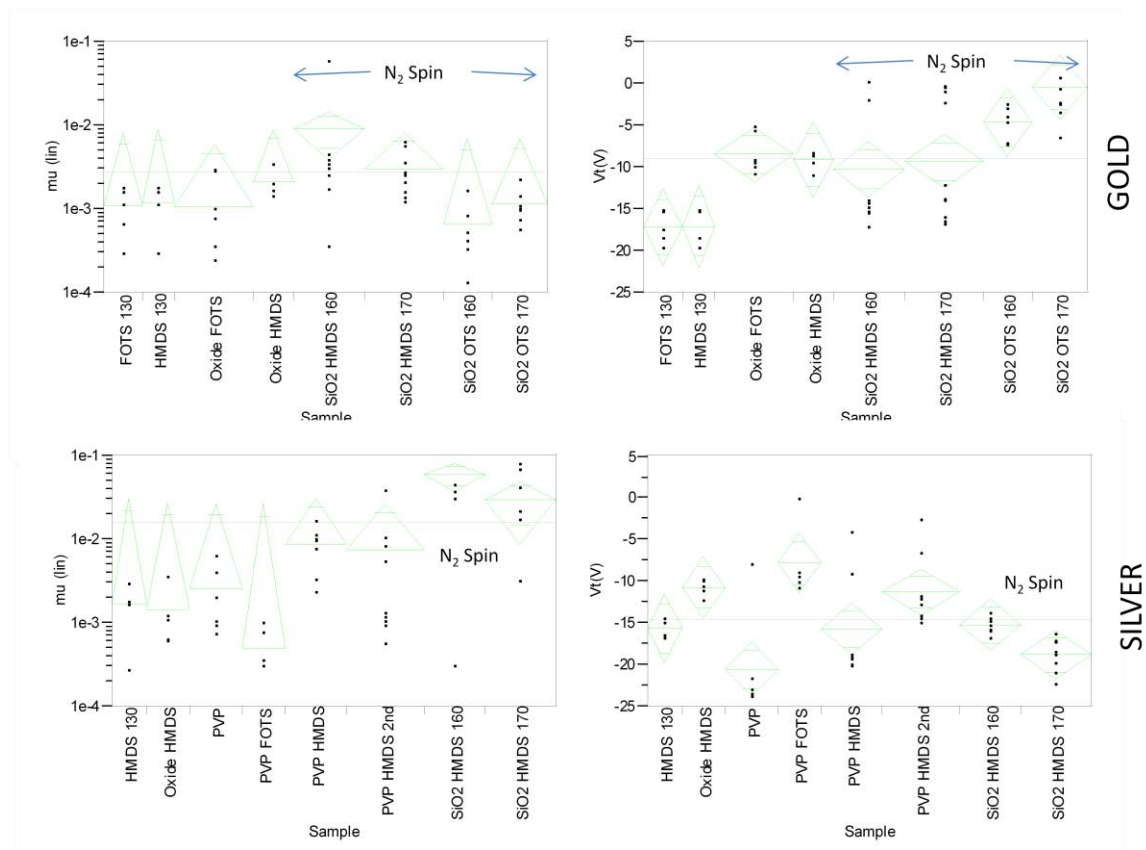 1e-1
1e-2
1e-3
1e-4
mu (lin)
N2 Spin
FOTS 130
HMDS 130
Oxide FOTS
Oxide HMDS
SiO2 HMDS 160
SiO2 HMDS 170
SiO2 OTS 160
SiO2 OTS 170
Sample
5
0
-5
-10
-15
-20
-25
Vt(V)
N2 Spin
FOTS 130
HMDS 130
Oxide FOTS
Oxide HMDS
SiO2 HMDS 160
SiO2 HMDS 170
SiO2 OTS 160
SiO2 OTS 170
Sample
GOLD
1e-1
1e-2
1e-3
1e-4
mu (lin)
N2 Spin
HMDS 130
Oxide HMDS
PVP
PVP FOTS
PVP HMDS
PVP HMDS 2nd
SiO2 HMDS 160
SiO2 HMDS 170
Sample
5
0
-5
-10
-15
-20
-25
Vt(V)
N2 Spin
HMDS 130
Oxide HMDS
PVP
PVP FOTS
PVP HMDS
PVP HMDS 2nd
SiO2 HMDS 160
SiO2 HMDS 170
Sample
SILVER